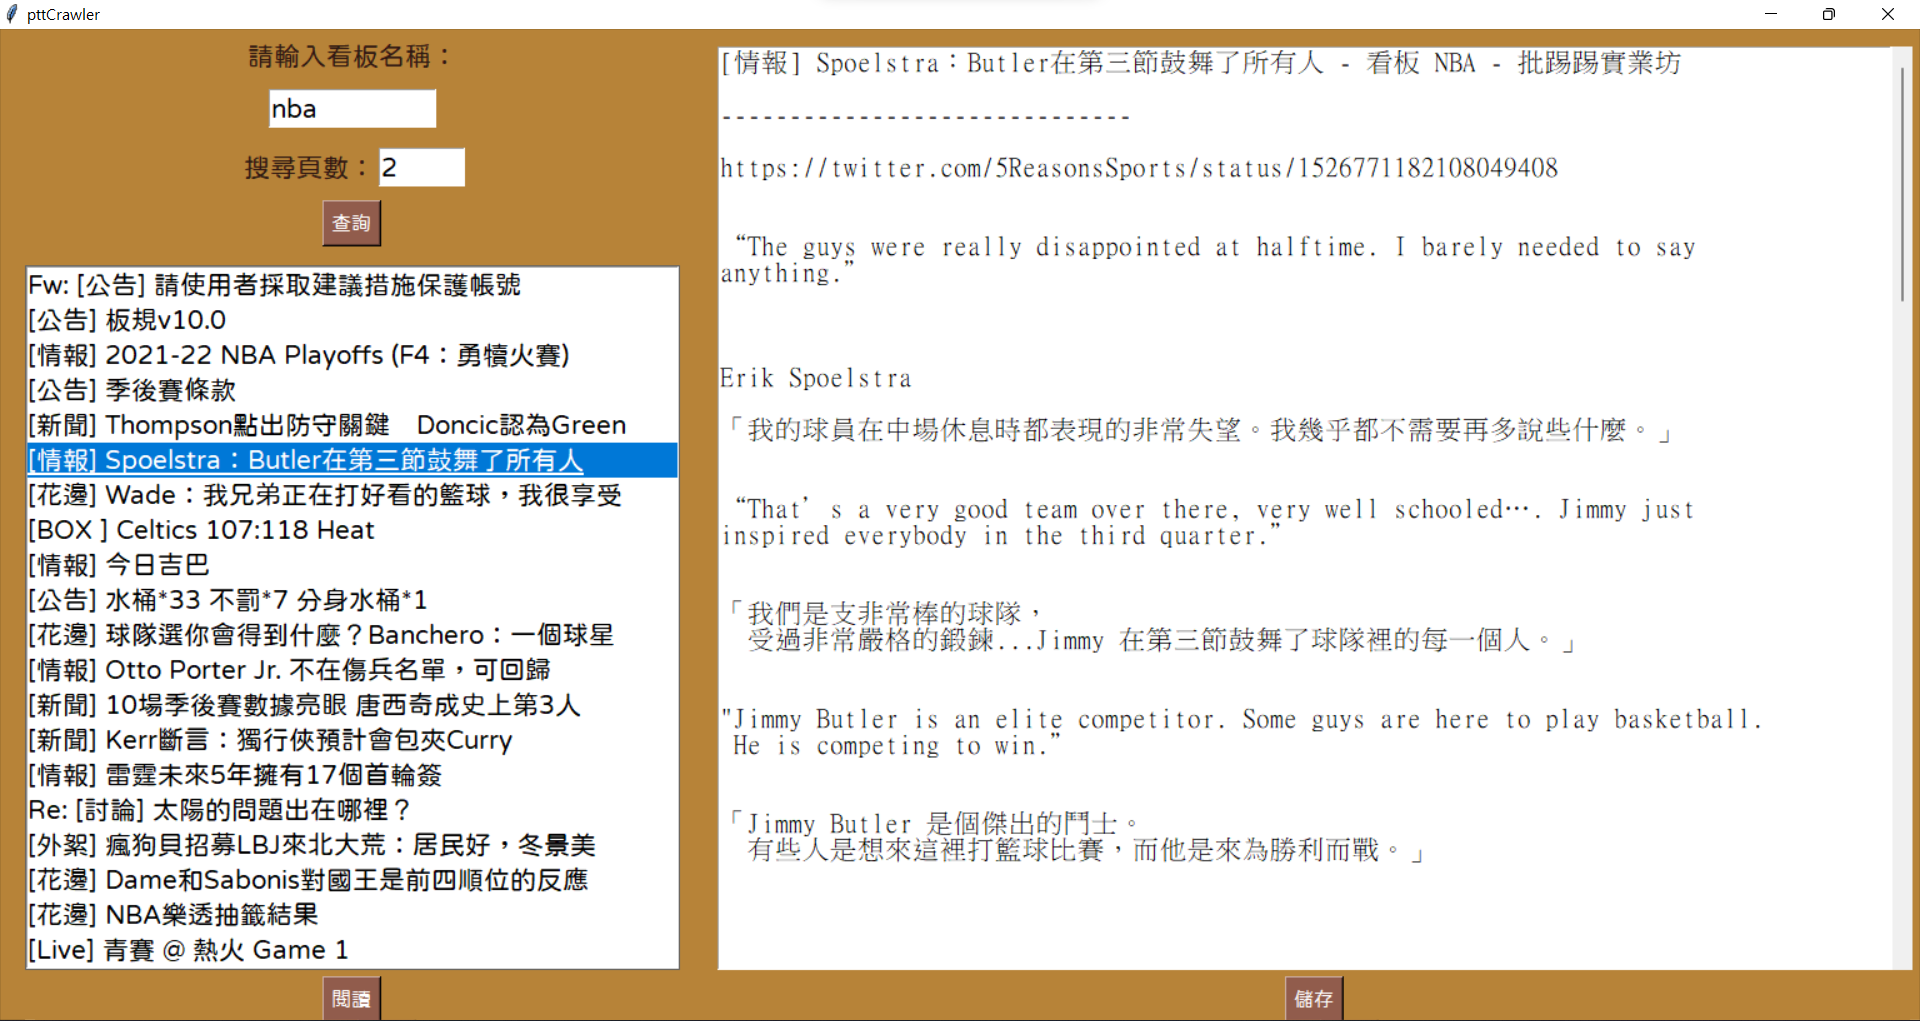 pttCrawler
請輸入看板名稱：
nba
搜尋頁數： 2
查詢
Fw: [公告] 請使用者採取建議措施保護帳號
[公告] 板規v10.0
[情報] 2021-22 NBA Playoffs (F4：勇犢火賽)
[公告] 季後賽條款
[新聞] Thompson點出防守關鍵　Doncic認為Green
[情報] Spoelstra：Butler在第三節鼓舞了所有人
[花邊] Wade：我兄弟正在打好看的籃球，我很享受
[BOX ] Celtics 107:118 Heat
[情報] 今日吉巴
[公告] 水桶*33 不罰*7 分身水桶*1
[花邊] 球隊選你會得到什麼？Banchero：一個球星
[情報] Otto Porter Jr. 不在傷兵名單，可回歸
[新聞] 10場季後賽數據亮眼 唐西奇成史上第3人
[新聞] Kerr斷言：獨行俠預計會包夾Curry
[情報] 雷霆未來5年擁有17個首輪簽
Re: [討論] 太陽的問題出在哪裡？
[外絮] 瘋狗貝招募LBJ來北大荒：居民好，冬景美
[花邊] Dame和Sabonis對國王是前四順位的反應
[花邊] NBA樂透抽籤結果
[Live] 青賽 @ 熱火 Game 1
閱讀
[情報] Spoelstra：Butler在第三節鼓舞了所有人 - 看板 NBA - 批踢踢實業坊
------------------------------
https://twitter.com/5ReasonsSports/status/1526771182108049408
“The guys were really disappointed at halftime. I barely needed to say
anything.”
Erik Spoelstra
「我的球員在中場休息時都表現的非常失望。我幾乎都不需要再多說些什麼。」
“That’s a very good team over there, very well schooled…. Jimmy just
inspired everybody in the third quarter.”
「我們是支非常棒的球隊，
受過非常嚴格的鍛鍊...Jimmy 在第三節鼓舞了球隊裡的每一個人。」
"Jimmy Butler is an elite competitor. Some guys are here to play basketball.
He is competing to win.”
「Jimmy Butler 是個傑出的鬥士。
有些人是想來這裡打籃球比賽，而他是來為勝利而戰。」
儲存